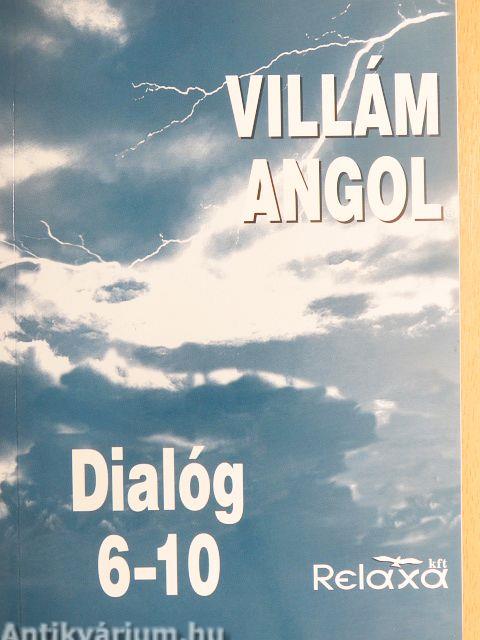 VILLÁM
ANGOL
Dialóg
6-10
kft
Relaxa
Antikvárium.hu